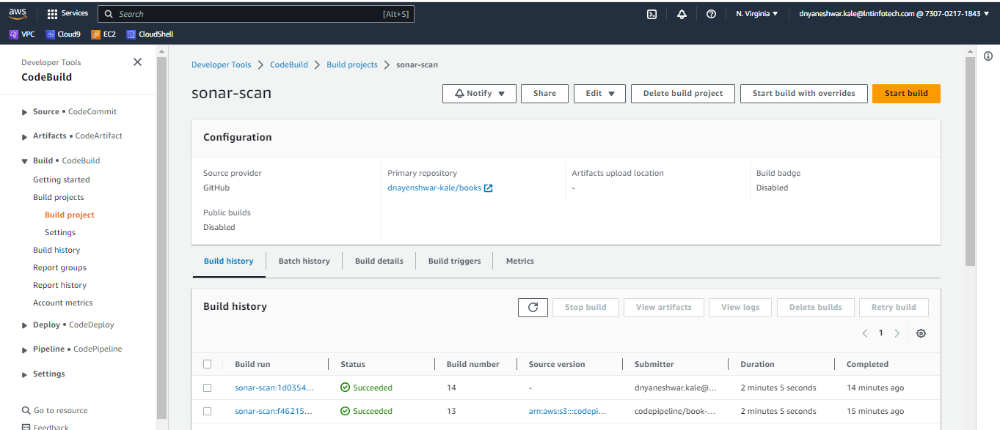 aws Services Search [Alt+S] N. Virginia dnyaneshwar.kale@lntinfotech.com @ 7307-0217-1843
VPC Cloud9 EC2 CloudShell
Developer Tools
CodeBuild
Source • CodeCommit
Artifacts • CodeArtifact
Build • CodeBuild
Getting started
Build projects
Build project
Settings
Build history
Report groups
Report history
Account metrics
Deploy • CodeDeploy
Pipeline • CodePipeline
Settings
Go to resource
Feedback
Developer Tools CodeBuild Build projects sonar-scan
sonar-scan
Notify Share Edit Delete build project Start build with overrides Start build
Configuration
Source provider
GitHub
Primary repository
dnayenshwar-kale/books
Artifacts upload location
-
Build badge
Disabled
Public builds
Disabled
Build history Batch history Build details Build triggers Metrics
Build history
Stop build View artifacts View logs Delete builds Retry build
1
Build run Status Build number Source version Submitter Duration Completed
sonar-scan:1d0354... Succeeded 14 - dnyaneshwar.kale@... 2 minutes 5 seconds 14 minutes ago
sonar-scan:f46215... Succeeded 13 arn:aws:s3:::codepi... codepipeline/book-... 2 minutes 5 seconds 15 minutes ago